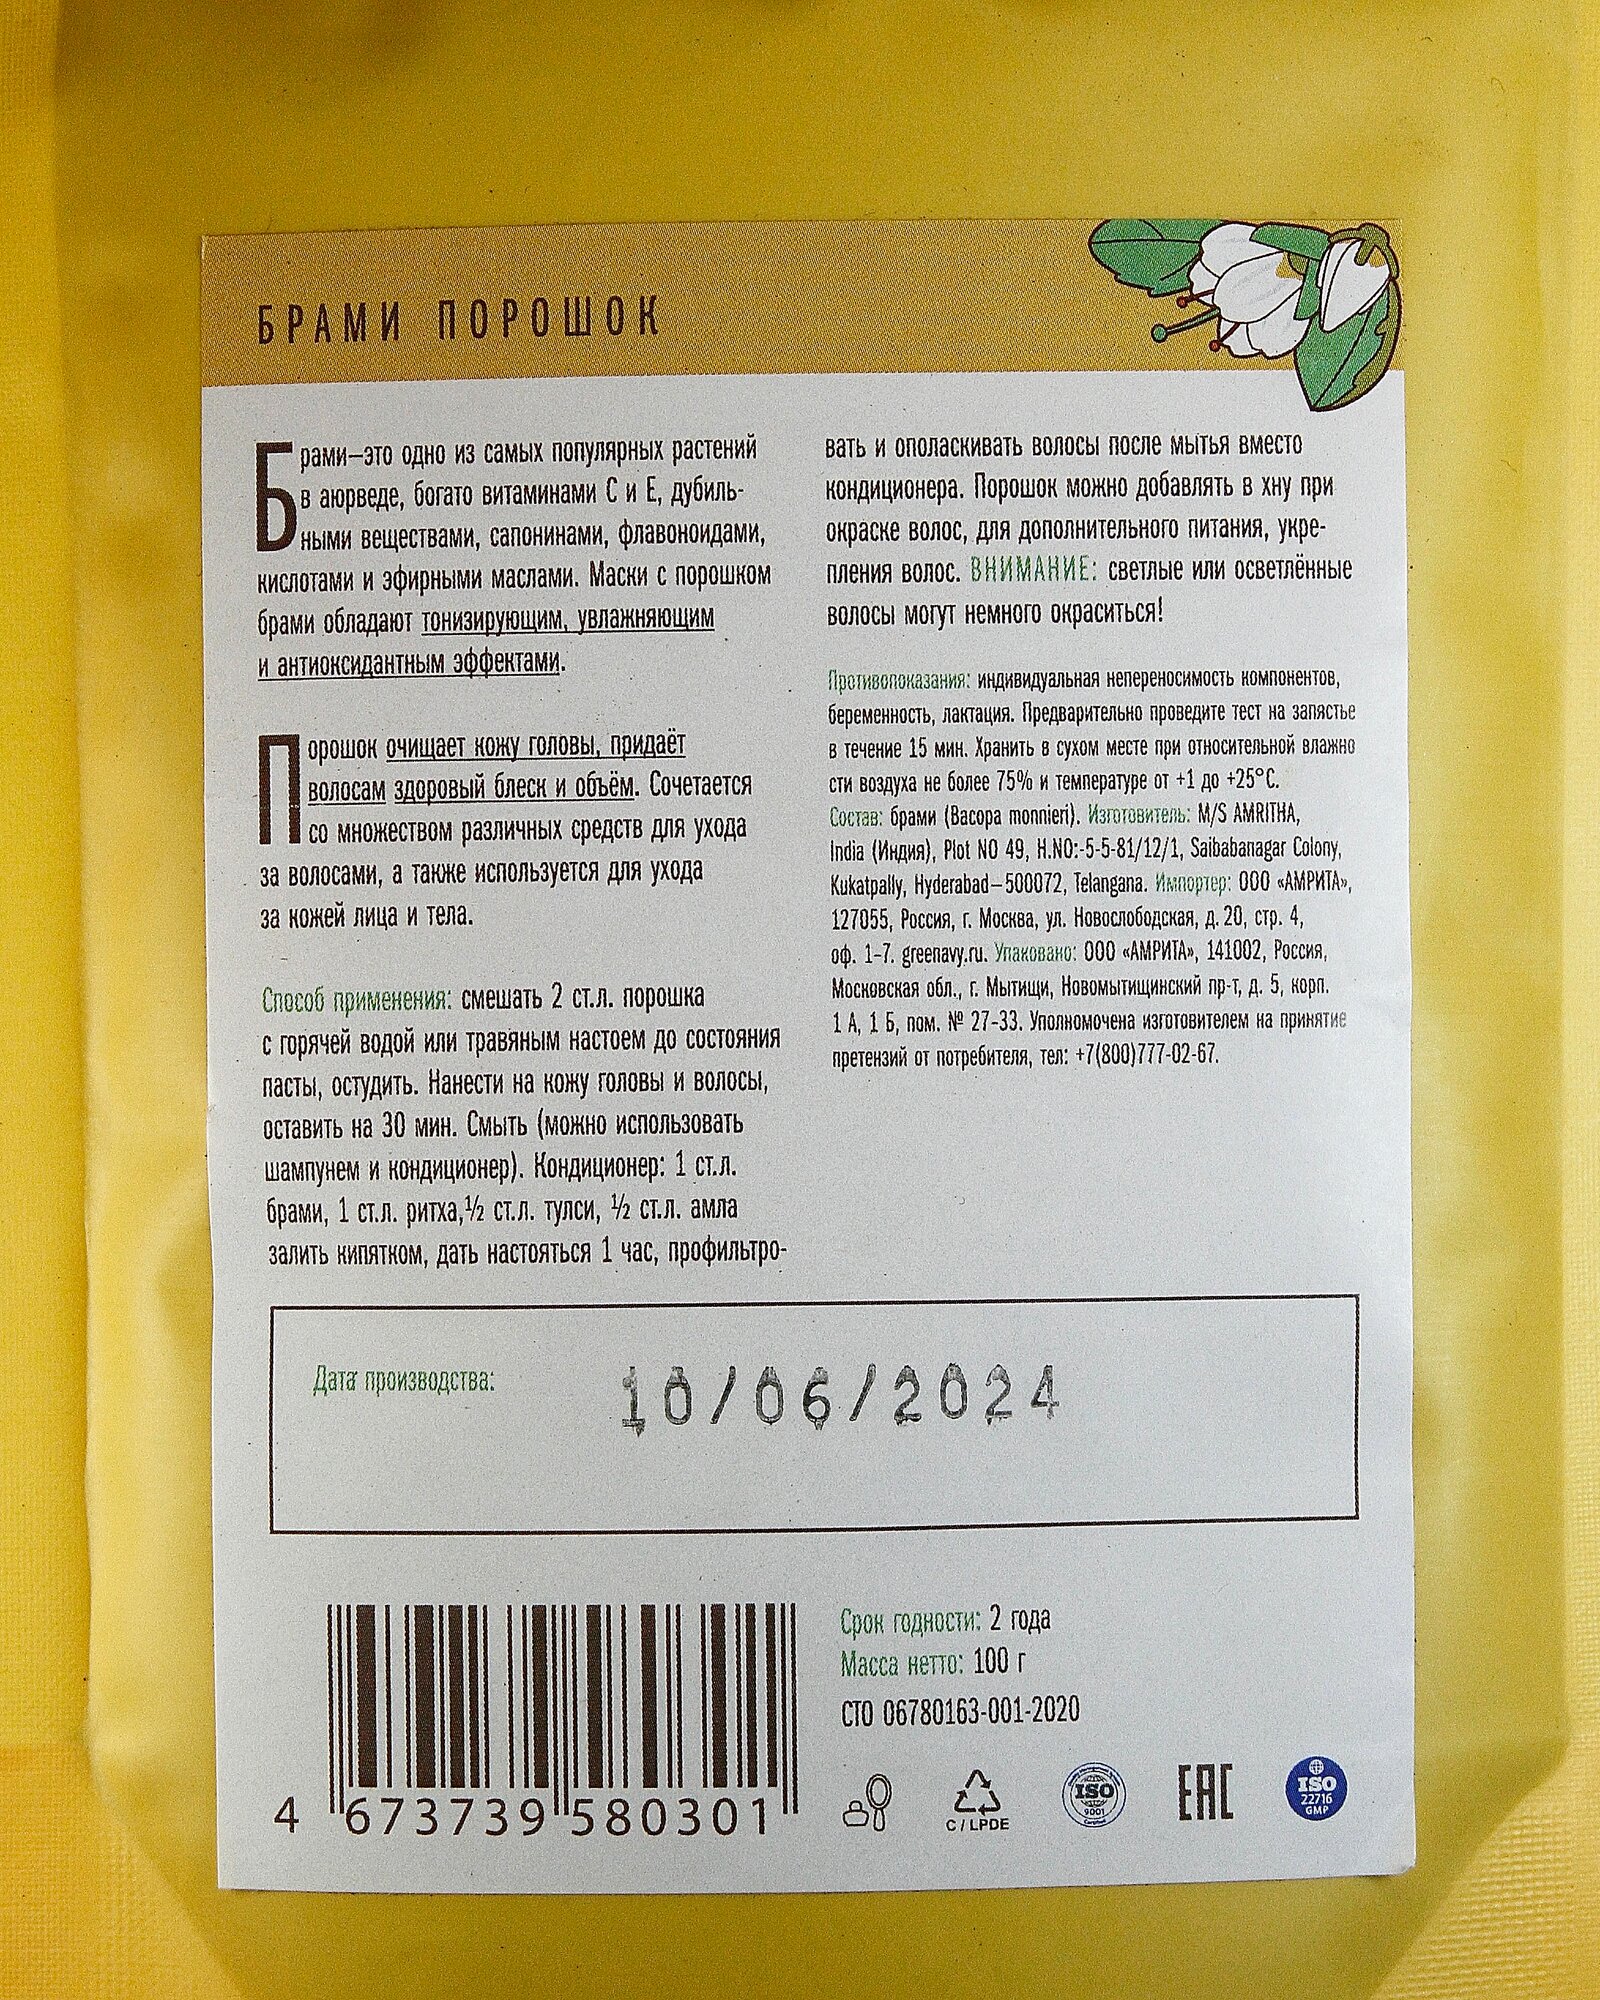 БРАМИ ПОРОШОК
Брами–это одно из самых популярных растений
в аюрведе, богато витаминами С и Е, дубиль-
ными веществами, сапонинами, флавоноидами,
кислотами и эфирными маслами. Маски с порошком
брами обладают тонизирующим, увлажняющим
и антиоксидантным эффектами.
Порошок очищает кожу головы, придаёт
волосам здоровый блеск и объём. Сочетается
со множеством различных средств для ухода
за волосами, а также используется для ухода
за кожей лица и тела.
Способ применения: смешать 2 ст.л. порошка
с горячей водой или травяным настоем до состояния
пасты, остудить. Нанести на кожу головы и волосы,
оставить на 30 мин. Смыть (можно использовать
шампунем и кондиционер). Кондиционер: 1 ст.л.
брами, 1 ст.л. ритха,½ ст.л. тулси, ½ ст.л. амла
залить кипятком, дать настояться 1 час, профильтро-
вать и ополаскивать волосы после мытья вместо
кондиционера. Порошок можно добавлять в хну при
окраске волос, для дополнительного питания, укре-
пления волос. ВНИМАНИЕ: светлые или осветлённые
волосы могут немного окраситься!
Противопоказания: индивидуальная непереносимость компонентов,
беременность, лактация. Предварительно проведите тест на запястье
в течение 15 мин. Хранить в сухом месте при относительной влажно
сти воздуха не более 75% и температуре от +1 до +25°С.
Состав: брами (Bacopa monnieri). Изготовитель: M/S AMRITHA,
India (Индия), Plot NO 49, H.NO:-5-5-81/12/1, Saibabanagar Colony,
Kukatpally, Hyderabad–500072, Telangana. Импортер: ООО «АМРИТА»,
127055, Россия, г. Москва, ул. Новослободская, д. 20, стр. 4,
оф. 1-7. greenavy.ru. Упаковано: ООО «АМРИТА», 141002, Россия,
Московская обл., г. Мытищи, Новомытищинский пр-т, д. 5, корп.
1 А, 1 Б, пом. № 27-33. Уполномочена изготовителем на принятие
претензий от потребителя, тел: +7(800)777-02-67.
Дата производства: 10/06/2024
4 673739 580301
Срок годности: 2 года
Масса нетто: 100 г
СТО 06780163-001-2020
C / LPDE
ISO
9001
Certified
EAC
ISO
22716
GMP